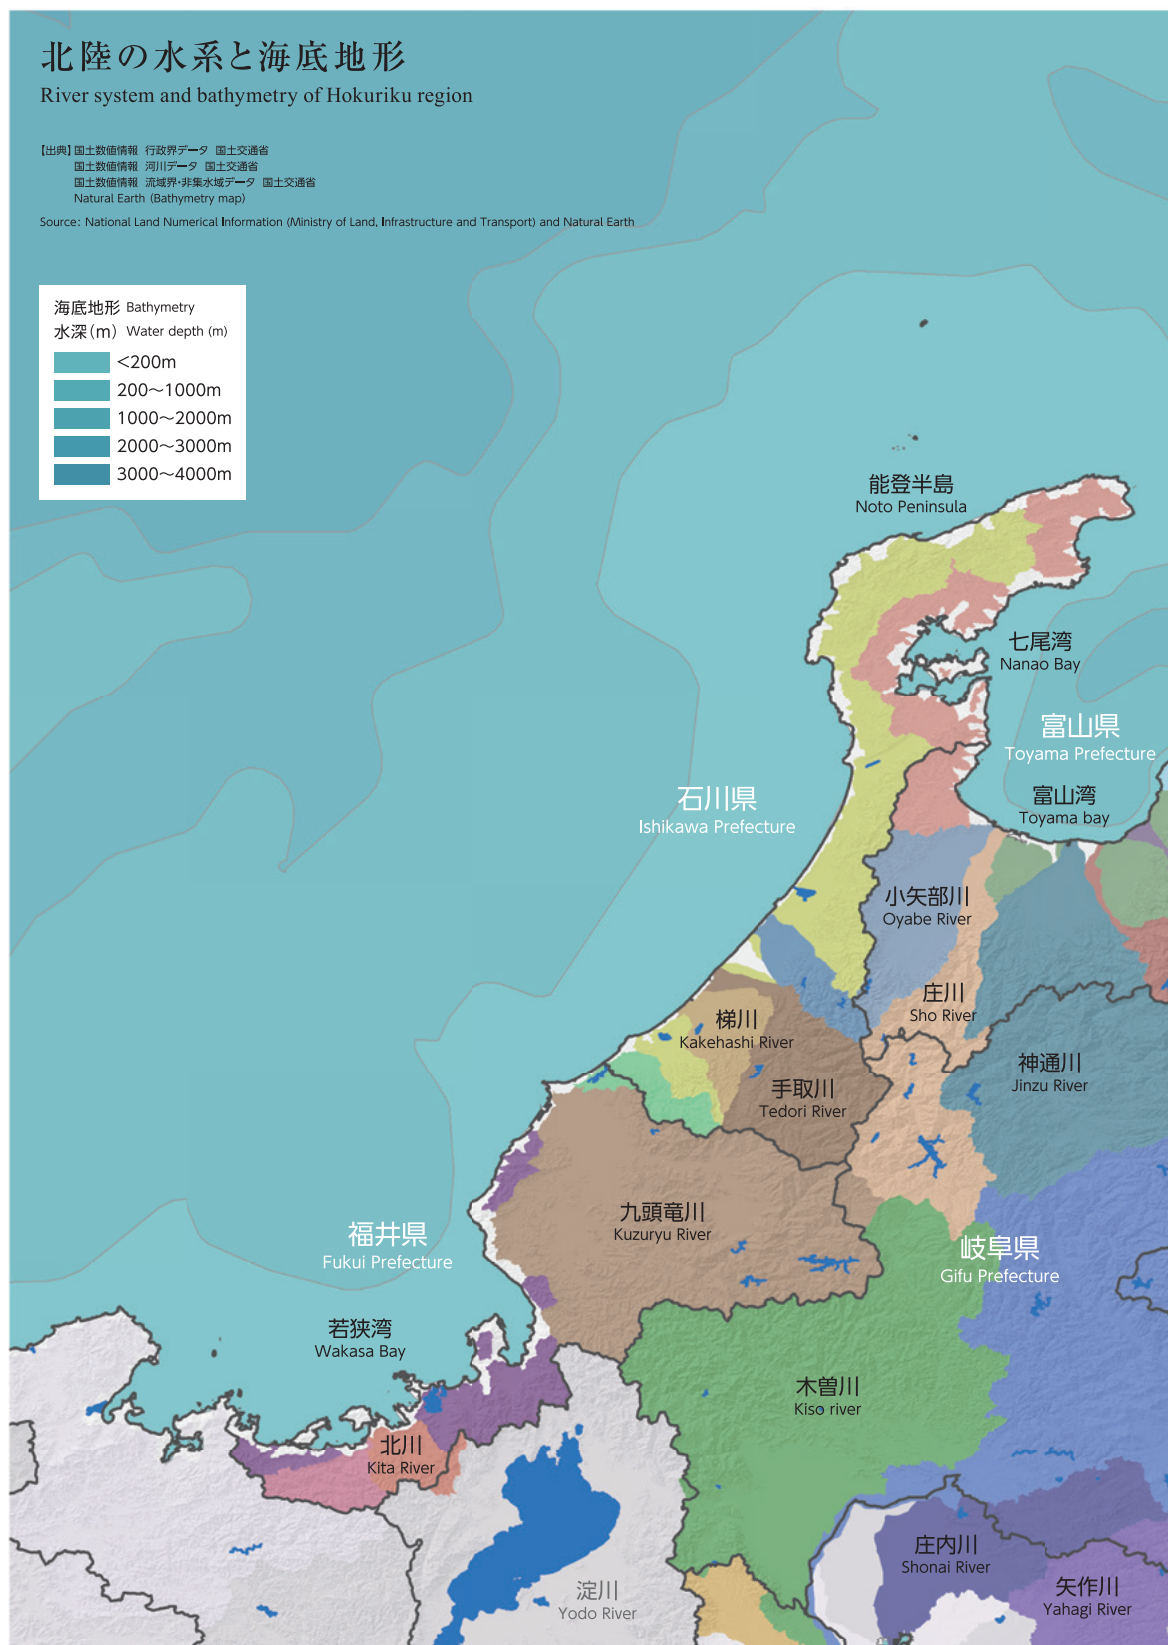 北陸の水系と海底地形
River system and bathymetry of Hokuriku region
【出典】国土数値情報 行政界データ 国土交通省
国土数値情報 河川データ 国土交通省
国土数値情報 流域界・非集水域データ 国土交通省
Natural Earth (Bathymetry map)
Source: National Land Numerical Information (Ministry of Land, Infrastructure and Transport) and Natural Earth
海底地形 Bathymetry
水深(m) Water depth (m)
<200m
200～1000m
1000～2000m
2000～3000m
3000～4000m
能登半島
Noto Peninsula
七尾湾
Nanao Bay
富山県
Toyama Prefecture
石川県
Ishikawa Prefecture
富山湾
Toyama bay
小矢部川
Oyabe River
庄川
Sho River
梯川
Kakehashi River
神通川
Jinzu River
手取川
Tedori River
九頭竜川
Kuzuryu River
福井県
Fukui Prefecture
岐阜県
Gifu Prefecture
若狭湾
Wakasa Bay
木曽川
Kiso river
北川
Kita River
庄内川
Shonai River
淀川
Yodo River
矢作川
Yahagi River